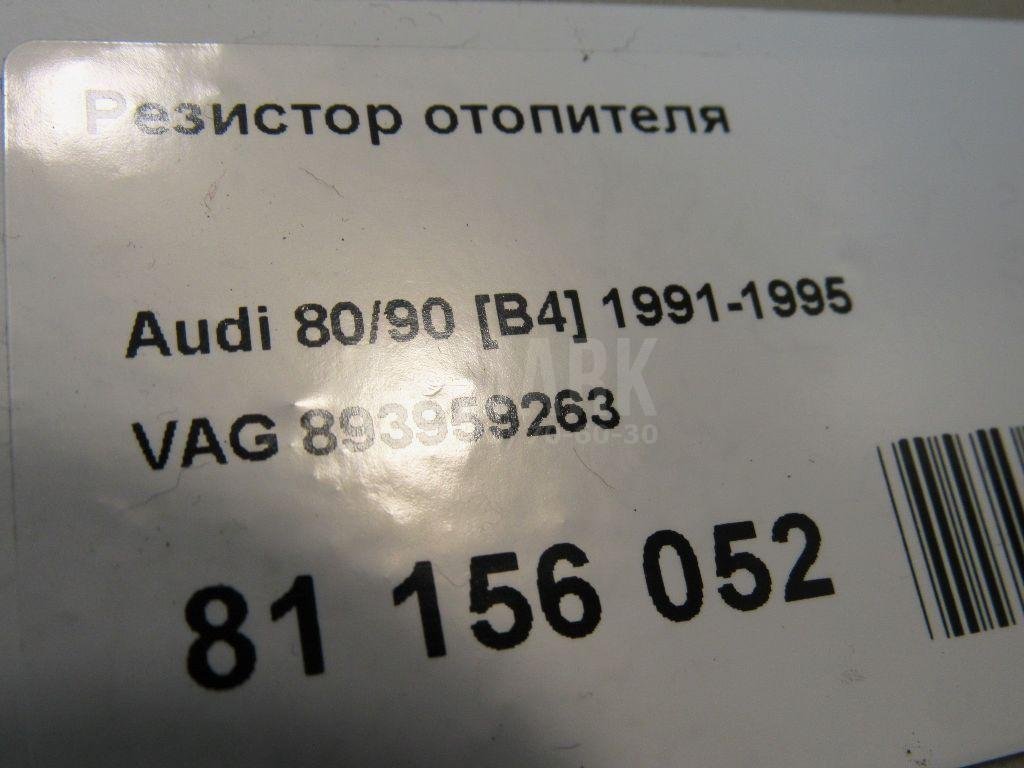 Резистор отопителя
Audi 80/90 [B4] 1991-1995
VAG 893959263
81 156 052